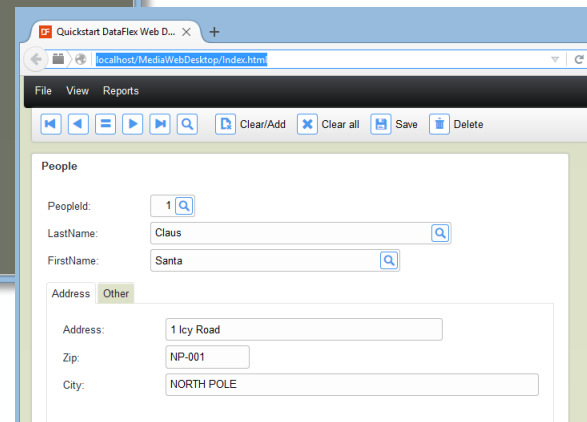 DF Quickstart DataFlex Web D... × +
localhost/MediaWebDesktop/Index.html
File View Reports
Clear/Add Clear all Save Delete
People
PeopleId: 1
LastName: Claus
FirstName: Santa
Address Other
Address: 1 Icy Road
Zip: NP-001
City: NORTH POLE